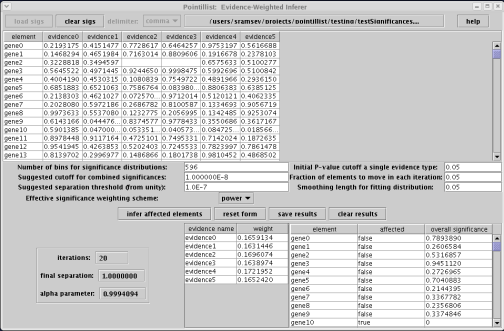 Pointillist: Evidence-Weighted Inferer
load sigs clear sigs delimiter: comma /users/sramsey/projects/pointillist/testing/testSignificances... help
element evidence0 evidence1 evidence2 evidence3 evidence4 evidence5
gene0 0.2193175 0.4151477 0.7728617 0.6464257 0.9753197 0.5616688
gene1 0.1468294 0.4651984 0.7163014 0.8809606 0.1916678 0.2378103
gene2 0.3228818 0.3494597 0.6575633 0.5100277
gene3 0.5645522 0.4971445 0.9244650 0.9998475 0.5992696 0.5100842
gene4 0.4004190 0.4530315 0.1080839 0.7549722 0.4891966 0.2936150
gene5 0.6851883 0.6521063 0.7586764 0.083980... 0.8806383 0.6385125
gene6 0.2138303 0.4621027 0.072570... 0.9712014 0.5120121 0.4062335
gene7 0.2028080 0.5972186 0.2686782 0.8100587 0.1334693 0.9056719
gene8 0.9973633 0.5537080 0.1232775 0.2056995 0.1342485 0.9253074
gene9 0.6143166 0.044476... 0.8374577 0.9778433 0.3550686 0.3617167
gene10 0.5901385 0.047000... 0.053351... 0.040573... 0.084725... 0.018566...
gene11 0.8978448 0.9117164 0.4725101 0.7495331 0.7142024 0.1872635
gene12 0.9541945 0.4263853 0.5202403 0.7245533 0.7823997 0.7861478
gene13 0.8139702 0.2996977 0.1486866 0.1801738 0.9810452 0.4868502
Number of bins for significance distributions: 596 Initial P-value cutoff a single evidence type: 0.05
Suggested cutoff for combined significances: 1.000000E-8 Fraction of elements to move in each iteration: 0.05
Suggested separation threshold (from unity): 1.0E-7 Smoothing length for fitting distribution: 0.05
Effective significance weighting scheme: power
infer affected elements reset form save results clear results
iterations: 20
final separation: 1.0000000
alpha parameter: 0.9994094
evidence name weight
evidence0 0.1659134
evidence1 0.1631446
evidence2 0.1696074
evidence3 0.1638974
evidence4 0.1721952
evidence5 0.1652420
element affected overall significance
gene0 false 0.7893890
gene1 false 0.2606584
gene2 false 0.5316857
gene3 false 0.9451120
gene4 false 0.2726965
gene5 false 0.7040883
gene6 false 0.2144395
gene7 false 0.3367782
gene8 false 0.2356806
gene9 false 0.3374846
gene10 true 0